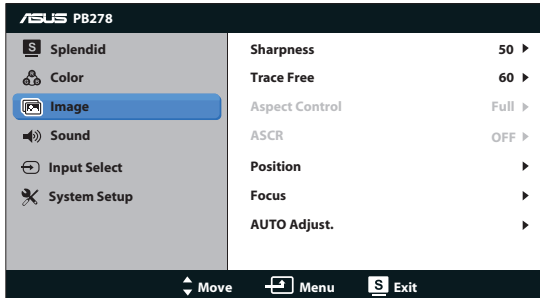 ASUS PB278
S Splendid
Color
Image
Sound
Input Select
System Setup
Sharpness 50
Trace Free 60
Aspect Control Full
ASCR OFF
Position
Focus
AUTO Adjust.
Move Menu S Exit